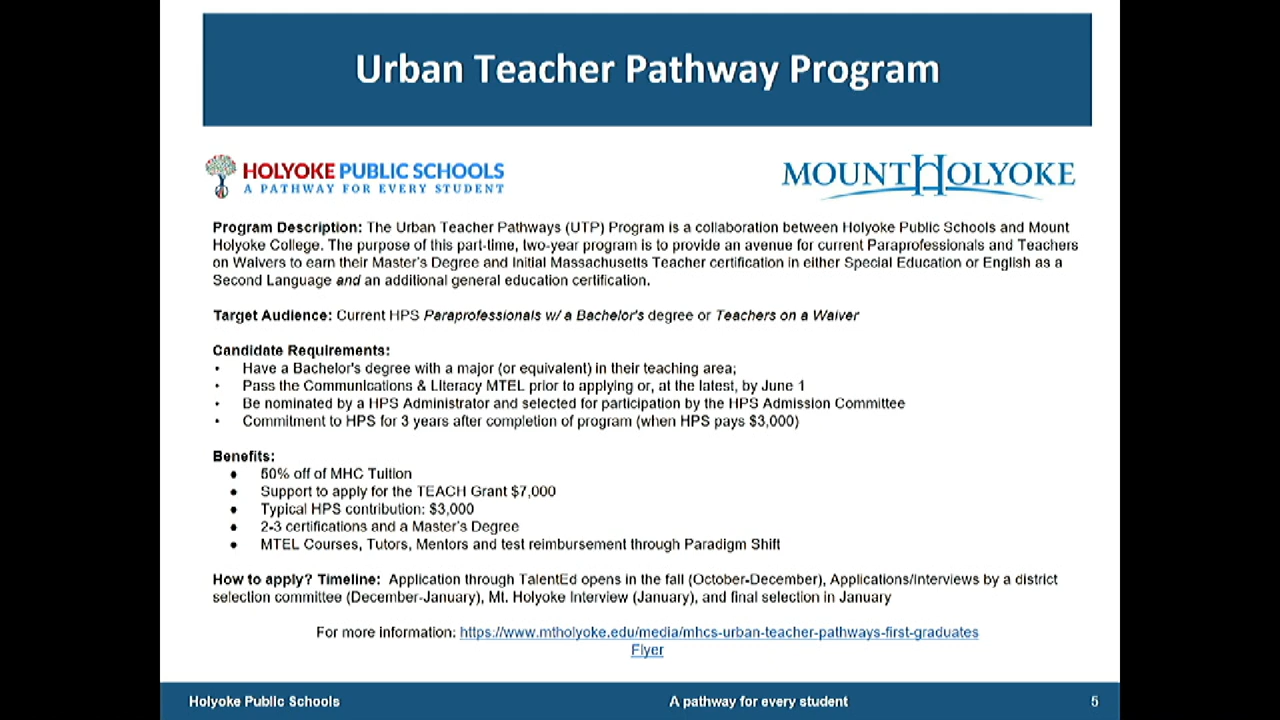 Urban Teacher Pathway Program
HOLYOKE PUBLIC SCHOOLS
A PATHWAY FOR EVERY STUDENT
MOUNT HOLYOKE
Program Description: The Urban Teacher Pathways (UTP) Program is a collaboration between Holyoke Public Schools and Mount
Holyoke College. The purpose of this part-time, two-year program is to provide an avenue for current Paraprofessionals and Teachers
on Waivers to earn their Master's Degree and Initial Massachusetts Teacher certification in either Special Education or English as a
Second Language and an additional general education certification.
Target Audience: Current HPS Paraprofessionals w/ a Bachelor's degree or Teachers on a Waiver
Candidate Requirements:
• Have a Bachelor's degree with a major (or equivalent) in their teaching area;
• Pass the Communications & Literacy MTEL prior to applying or, at the latest, by June 1
• Be nominated by a HPS Administrator and selected for participation by the HPS Admission Committee
• Commitment to HPS for 3 years after completion of program (when HPS pays $3,000)
Benefits:
● 50% off of MHC Tuition
● Support to apply for the TEACH Grant $7,000
● Typical HPS contribution: $3,000
● 2-3 certifications and a Master's Degree
● MTEL Courses, Tutors, Mentors and test reimbursement through Paradigm Shift
How to apply? Timeline: Application through TalentEd opens in the fall (October-December), Applications/Interviews by a district
selection committee (December-January), Mt. Holyoke Interview (January), and final selection in January
For more information: https://www.mtholyoke.edu/media/mhcs-urban-teacher-pathways-first-graduates
Flyer
Holyoke Public Schools
A pathway for every student
5